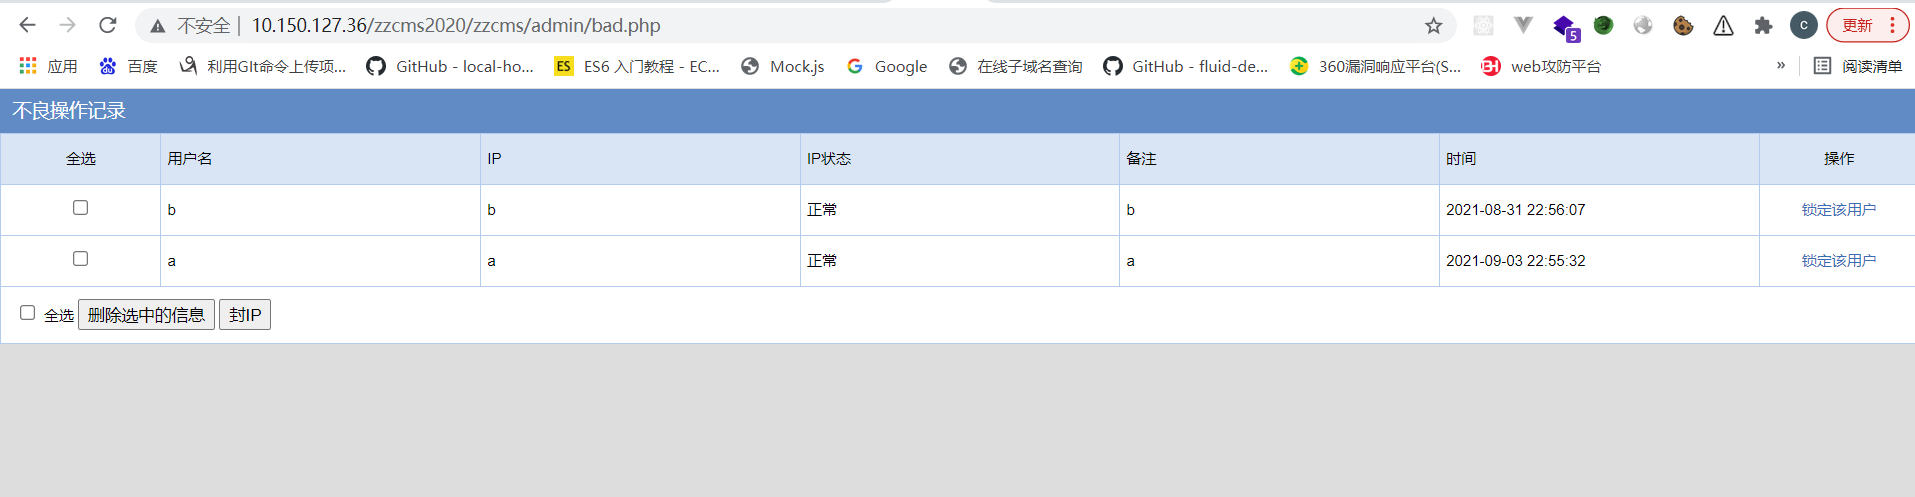 不安全 | 10.150.127.36/zzcms2020/zzcms/admin/bad.php 5 c 更新
应用 百度 利用GIt命令上传项... GitHub - local-ho... ES ES6 入门教程 - EC... Mock.js Google 在线子域名查询 GitHub - fluid-de... 360漏洞响应平台(S... web攻防平台 » 阅读清单
不良操作记录
全选 用户名 IP IP状态 备注 时间 操作
b b 正常 b 2021-08-31 22:56:07 锁定该用户
a a 正常 a 2021-09-03 22:55:32 锁定该用户
全选 删除选中的信息 封IP